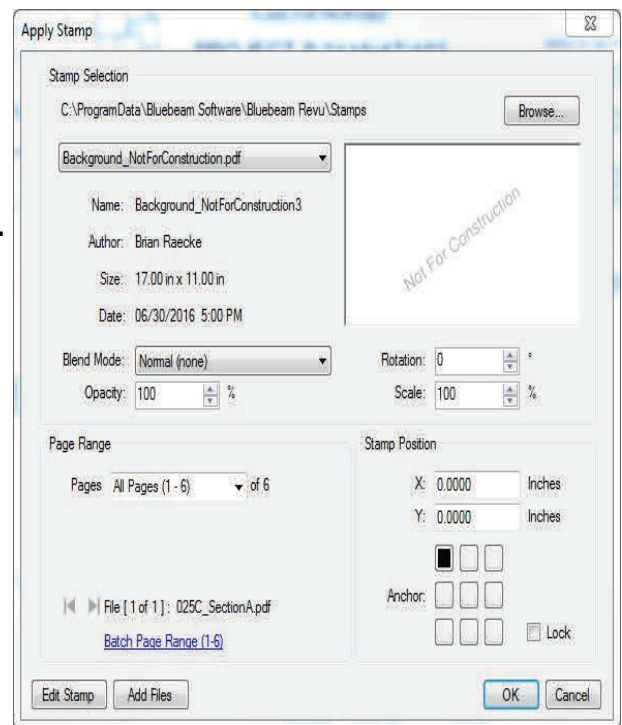 Apply Stamp
Stamp Selection
C:\ProgramData\Bluebeam Software\Bluebeam Revu\Stamps
Browse...
Background_NotForConstruction.pdf
Name: Background_NotForConstruction3
Author: Brian Raecke
Size: 17.00 in x 11.00 in
Date: 06/30/2016 5:00 PM
Not For Construction
Blend Mode: Normal (none)
Rotation: 0 °
Opacity: 100 %
Scale: 100 %
Page Range
Stamp Position
Pages All Pages (1 - 6) of 6
X: 0.0000 Inches
Y: 0.0000 Inches
Anchor:
File [ 1 of 1 ] : 025C_SectionA.pdf
Lock
Batch Page Range (1-6)
Edit Stamp
Add Files
OK
Cancel